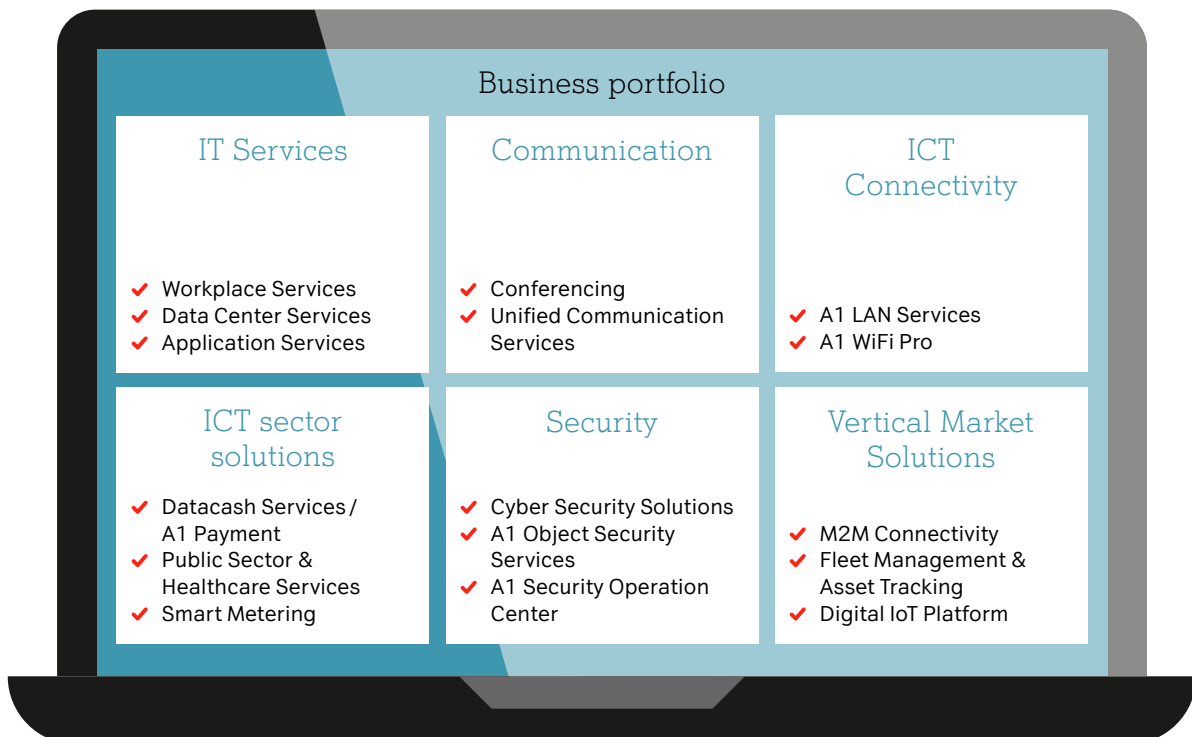 Business portfolio
IT Services
Workplace Services
Data Center Services
Application Services
Communication
Conferencing
Unified Communication
Services
ICT
Connectivity
A1 LAN Services
A1 WiFi Pro
ICT sector
solutions
Datacash Services /
A1 Payment
Public Sector &
Healthcare Services
Smart Metering
Security
Cyber Security Solutions
A1 Object Security
Services
A1 Security Operation
Center
Vertical Market
Solutions
M2M Connectivity
Fleet Management &
Asset Tracking
Digital IoT Platform